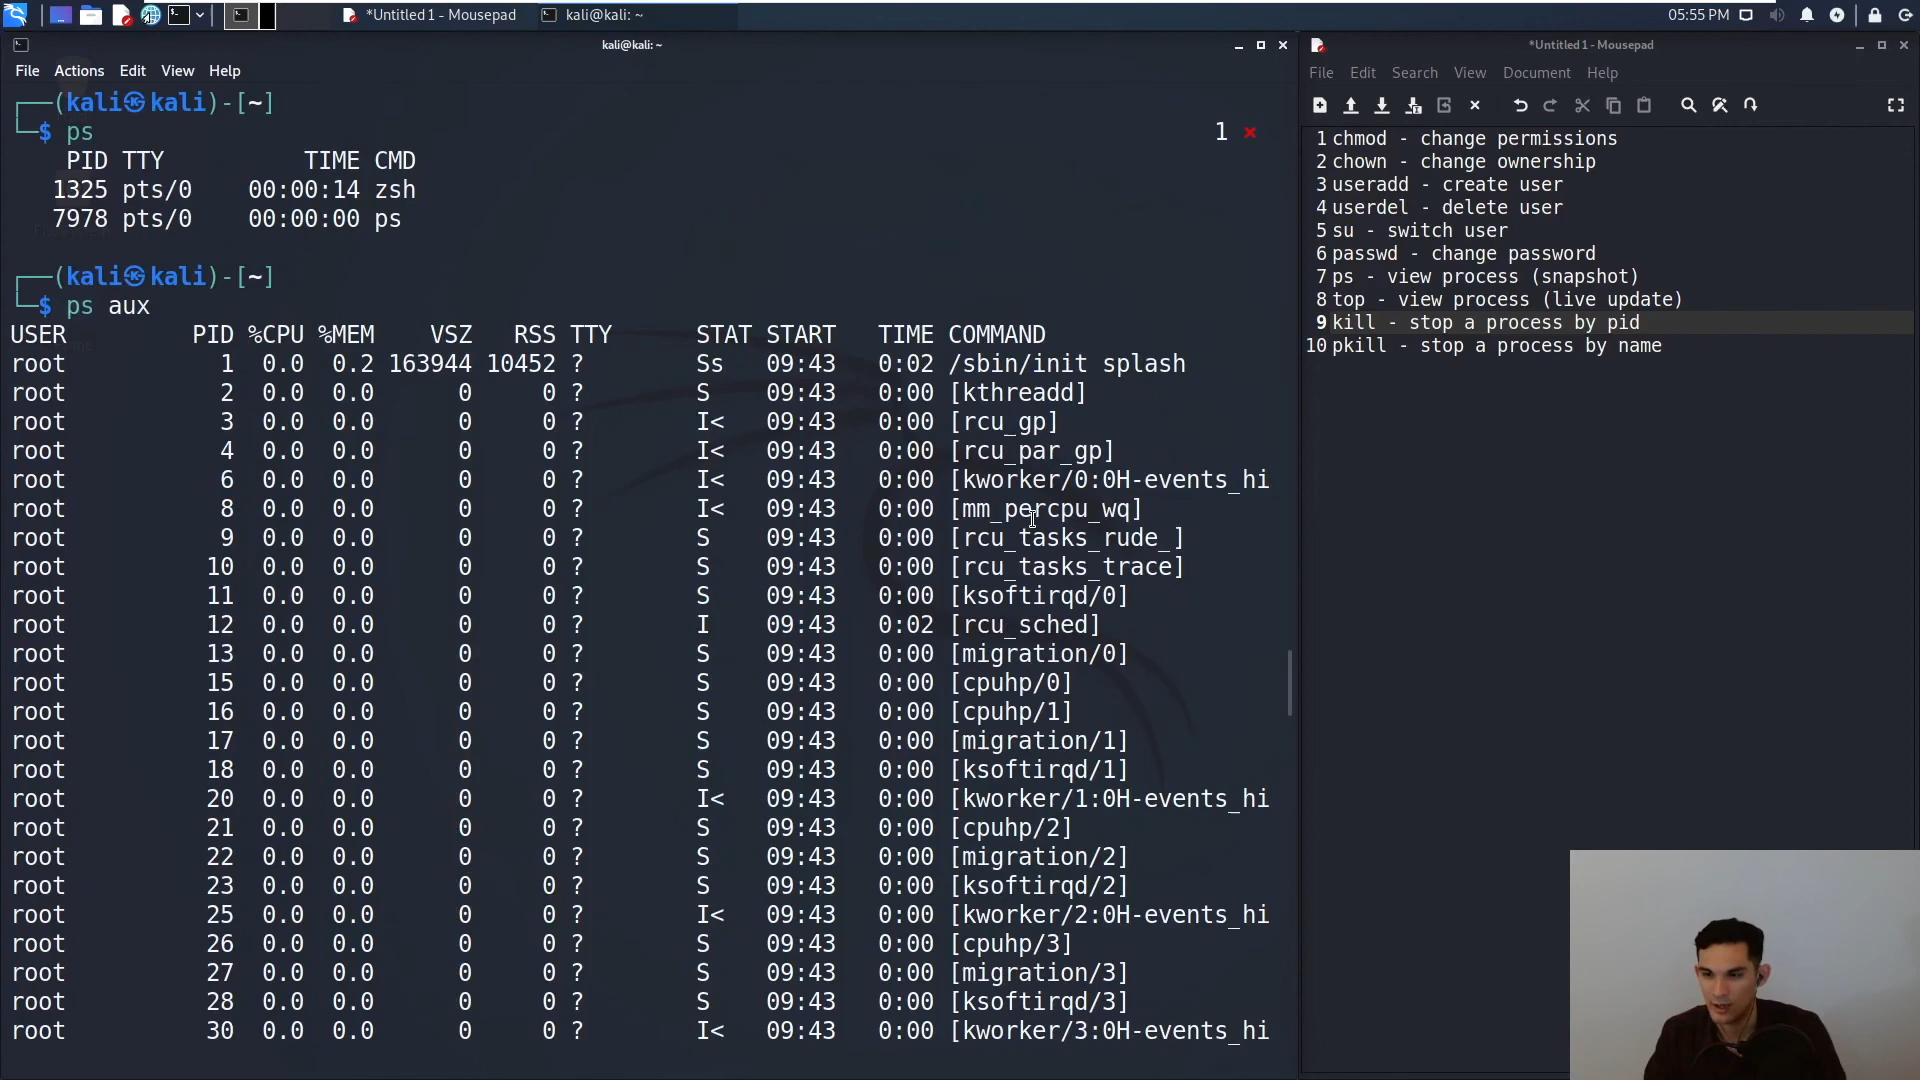 *Untitled 1 - Mousepad
kali@kali: ~
05:55 PM
kali@kali: ~
File Actions Edit View Help
┌──(kali㉿kali)-[~]
└─$ ps
1 ×
PID TTY TIME CMD
1325 pts/0 00:00:14 zsh
7978 pts/0 00:00:00 ps
┌──(kali㉿kali)-[~]
└─$ ps aux
USER PID %CPU %MEM VSZ RSS TTY STAT START TIME COMMAND
root 1 0.0 0.2 163944 10452 ? Ss 09:43 0:02 /sbin/init splash
root 2 0.0 0.0 0 0 ? S 09:43 0:00 [kthreadd]
root 3 0.0 0.0 0 0 ? I< 09:43 0:00 [rcu_gp]
root 4 0.0 0.0 0 0 ? I< 09:43 0:00 [rcu_par_gp]
root 6 0.0 0.0 0 0 ? I< 09:43 0:00 [kworker/0:0H-events_hi
root 8 0.0 0.0 0 0 ? I< 09:43 0:00 [mm_percpu_wq]
root 9 0.0 0.0 0 0 ? S 09:43 0:00 [rcu_tasks_rude_]
root 10 0.0 0.0 0 0 ? S 09:43 0:00 [rcu_tasks_trace]
root 11 0.0 0.0 0 0 ? S 09:43 0:00 [ksoftirqd/0]
root 12 0.0 0.0 0 0 ? I 09:43 0:02 [rcu_sched]
root 13 0.0 0.0 0 0 ? S 09:43 0:00 [migration/0]
root 15 0.0 0.0 0 0 ? S 09:43 0:00 [cpuhp/0]
root 16 0.0 0.0 0 0 ? S 09:43 0:00 [cpuhp/1]
root 17 0.0 0.0 0 0 ? S 09:43 0:00 [migration/1]
root 18 0.0 0.0 0 0 ? S 09:43 0:00 [ksoftirqd/1]
root 20 0.0 0.0 0 0 ? I< 09:43 0:00 [kworker/1:0H-events_hi
root 21 0.0 0.0 0 0 ? S 09:43 0:00 [cpuhp/2]
root 22 0.0 0.0 0 0 ? S 09:43 0:00 [migration/2]
root 23 0.0 0.0 0 0 ? S 09:43 0:00 [ksoftirqd/2]
root 25 0.0 0.0 0 0 ? I< 09:43 0:00 [kworker/2:0H-events_hi
root 26 0.0 0.0 0 0 ? S 09:43 0:00 [cpuhp/3]
root 27 0.0 0.0 0 0 ? S 09:43 0:00 [migration/3]
root 28 0.0 0.0 0 0 ? S 09:43 0:00 [ksoftirqd/3]
root 30 0.0 0.0 0 0 ? I< 09:43 0:00 [kworker/3:0H-events_hi
*Untitled 1 - Mousepad
File Edit Search View Document Help
1 chmod - change permissions
2 chown - change ownership
3 useradd - create user
4 userdel - delete user
5 su - switch user
6 passwd - change password
7 ps - view process (snapshot)
8 top - view process (live update)
9 kill - stop a process by pid
10 pkill - stop a process by name